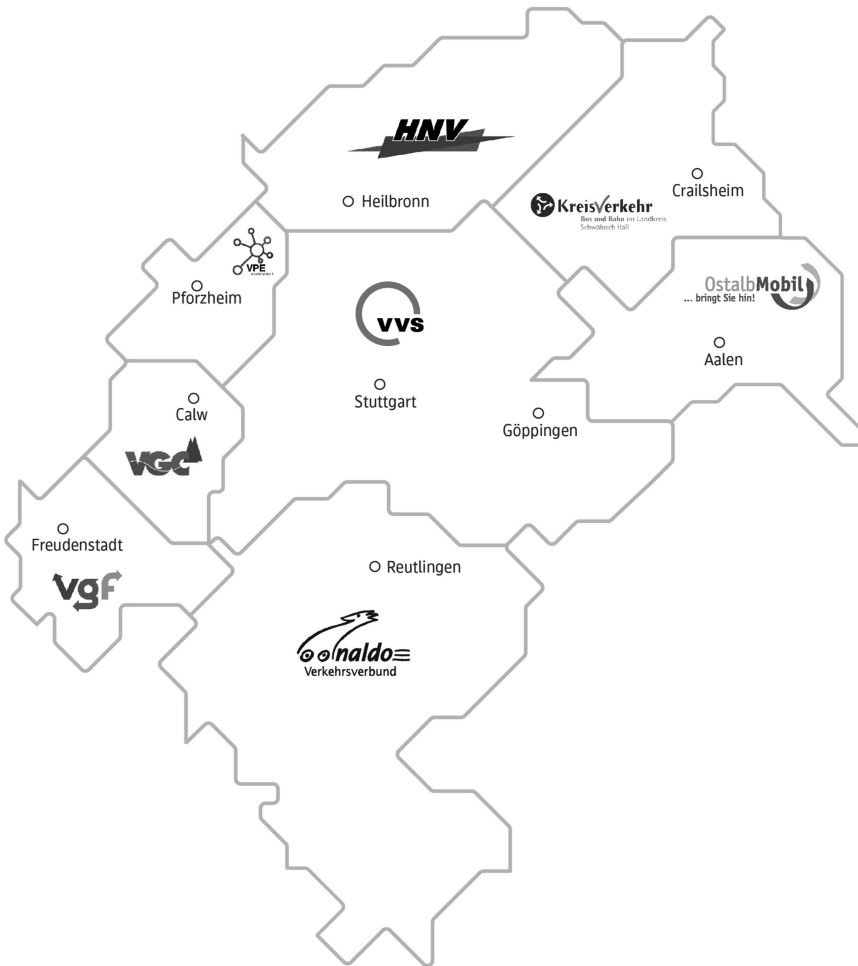 HNV
Heilbronn
Crailsheim
KreisVerkehr
Bus und Bahn im Landkreis
Schwäbisch Hall
VPE
Pforzheim
OstalbMobil
... bringt Sie hin!
VVS
Aalen
Stuttgart
Calw
Göppingen
VGC
Freudenstadt
Reutlingen
vgf
naldo
Verkehrsverbund